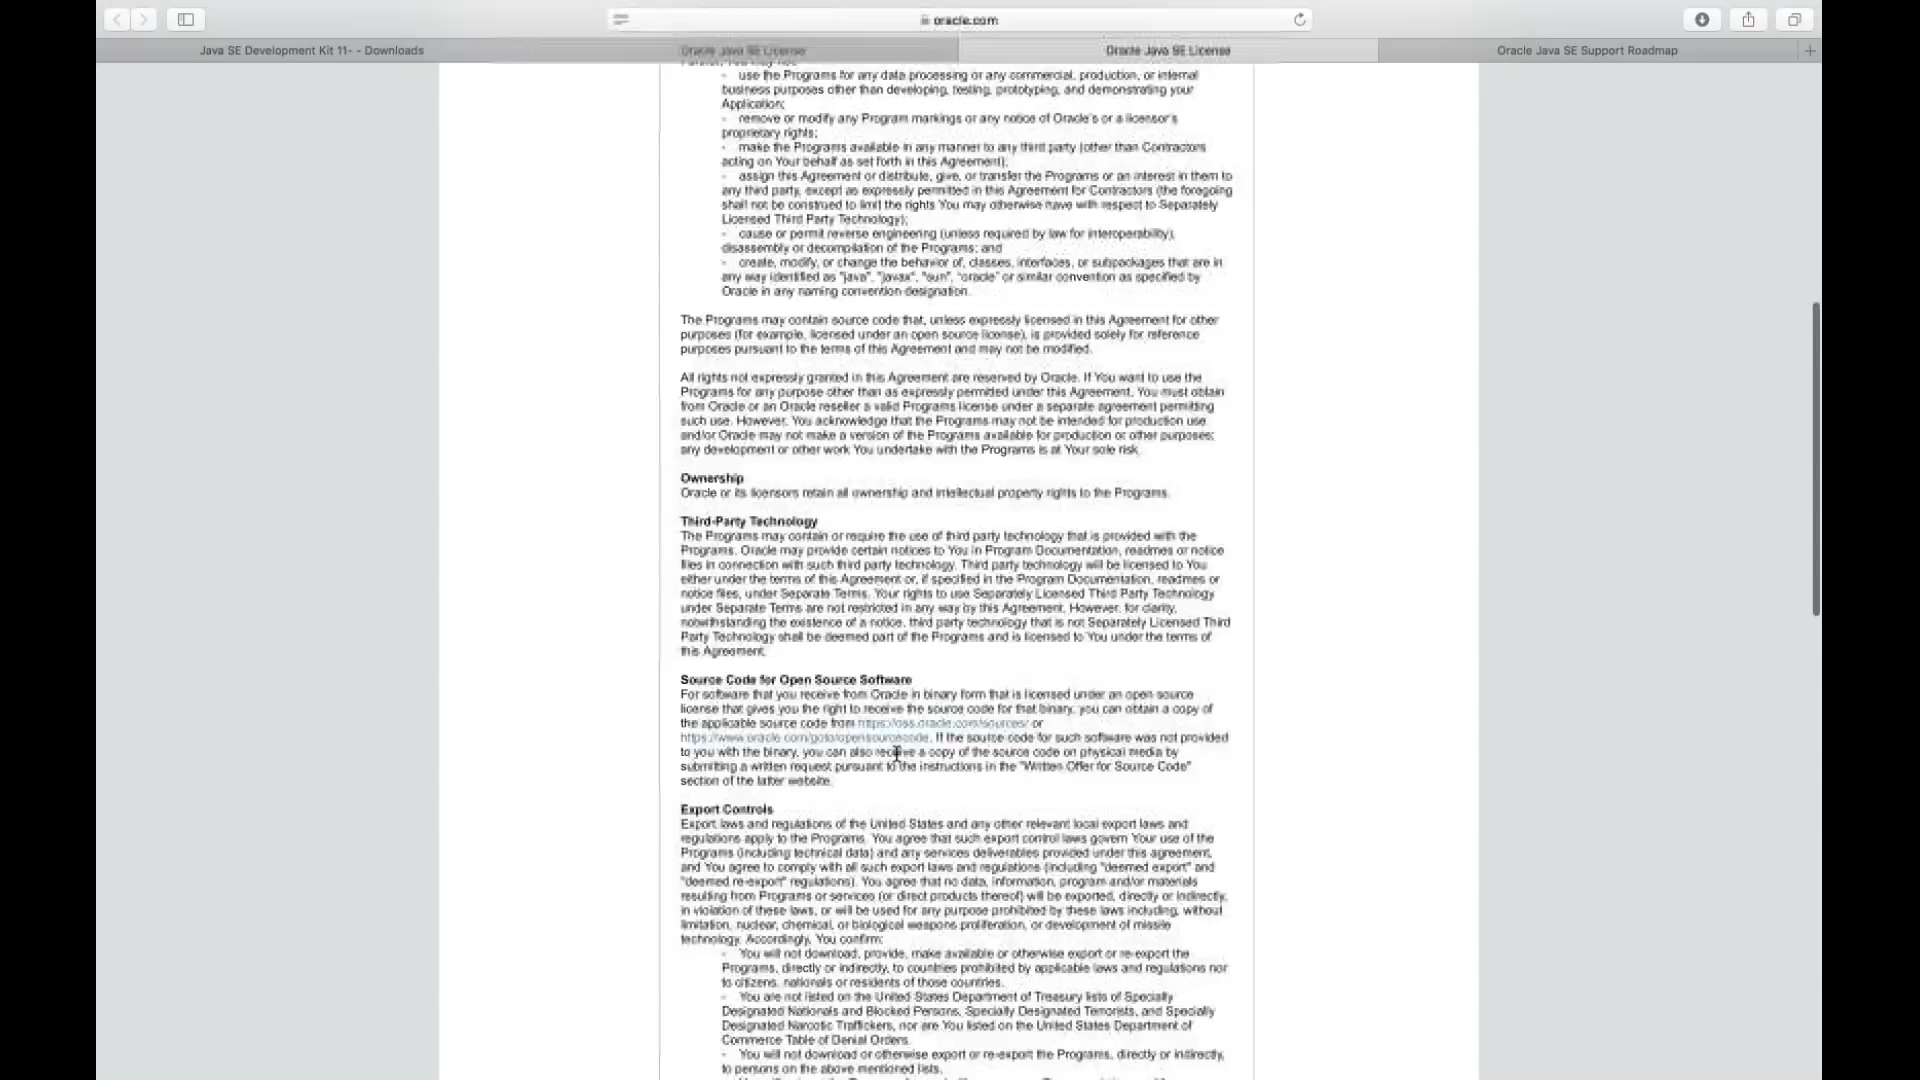 oracle.com
Java SE Development Kit 11- - Downloads
Oracle Java SE License
Oracle Java SE License
Oracle Java SE Support Roadmap
- use the Programs for any data processing or any commercial, production, or internal
business purposes other than developing, testing, prototyping, and demonstrating your
Application;
- remove or modify any Program markings or any notice of Oracle's or a licensor's
proprietary rights;
- make the Programs available in any manner to any third party (other than Contractors
acting on Your behalf as set forth in this Agreement);
- assign this Agreement or distribute, give, or transfer the Programs or an interest in them to
any third party, except as expressly permitted in this Agreement for Contractors (the foregoing
shall not be construed to limit the rights You may otherwise have with respect to Separately
Licensed Third Party Technology);
- cause or permit reverse engineering (unless required by law for interoperability),
disassembly or decompilation of the Programs; and
- create, modify, or change the behavior of, classes, interfaces, or subpackages that are in
any way identified as "java", "javax", "sun", "oracle" or similar convention as specified by
Oracle in any naming convention designation.
The Programs may contain source code that, unless expressly licensed in this Agreement for other
purposes (for example, licensed under an open source license), is provided solely for reference
purposes pursuant to the terms of this Agreement and may not be modified.
All rights not expressly granted in this Agreement are reserved by Oracle. If You want to use the
Programs for any purpose other than as expressly permitted under this Agreement, You must obtain
from Oracle or an Oracle reseller a valid Programs license under a separate agreement permitting
such use. However, You acknowledge that the Programs may not be intended for production use
and/or Oracle may not make a version of the Programs available for production or other purposes;
any development or other work You undertake with the Programs is at Your sole risk.
Ownership
Oracle or its licensors retain all ownership and intellectual property rights to the Programs.
Third-Party Technology
The Programs may contain or require the use of third party technology that is provided with the
Programs. Oracle may provide certain notices to You in Program Documentation, readmes or notice
files in connection with such third party technology. Third party technology will be licensed to You
either under the terms of this Agreement or, if specified in the Program Documentation, readmes or
notice files, under Separate Terms. Your rights to use Separately Licensed Third Party Technology
under Separate Terms are not restricted in any way by this Agreement. However, for clarity,
notwithstanding the existence of a notice, third party technology that is not Separately Licensed Third
Party Technology shall be deemed part of the Programs and is licensed to You under the terms of
this Agreement.
Source Code for Open Source Software
For software that you receive from Oracle in binary form that is licensed under an open source
license that gives you the right to receive the source code for that binary, you can obtain a copy of
the applicable source code from https://oss.oracle.com/sources/ or
https://www.oracle.com/goto/opensourcecode. If the source code for such software was not provided
to you with the binary, you can also receive a copy of the source code on physical media by
submitting a written request pursuant to the instructions in the "Written Offer for Source Code"
section of the latter website.
Export Controls
Export laws and regulations of the United States and any other relevant local export laws and
regulations apply to the Programs. You agree that such export control laws govern Your use of the
Programs (including technical data) and any services deliverables provided under this agreement,
and You agree to comply with all such export laws and regulations (including "deemed export" and
"deemed re-export" regulations). You agree that no data, information, program and/or materials
resulting from Programs or services (or direct products thereof) will be exported, directly or indirectly,
in violation of these laws, or will be used for any purpose prohibited by these laws including, without
limitation, nuclear, chemical, or biological weapons proliferation, or development of missile
technology. Accordingly, You confirm:
- You will not download, provide, make available or otherwise export or re-export the
Programs, directly or indirectly, to countries prohibited by applicable laws and regulations nor
to citizens, nationals or residents of those countries.
- You are not listed on the United States Department of Treasury lists of Specially
Designated Nationals and Blocked Persons, Specially Designated Terrorists, and Specially
Designated Narcotic Traffickers, nor are You listed on the United States Department of
Commerce Table of Denial Orders.
- You will not download or otherwise export or re-export the Programs, directly or indirectly,
to persons on the above mentioned lists.